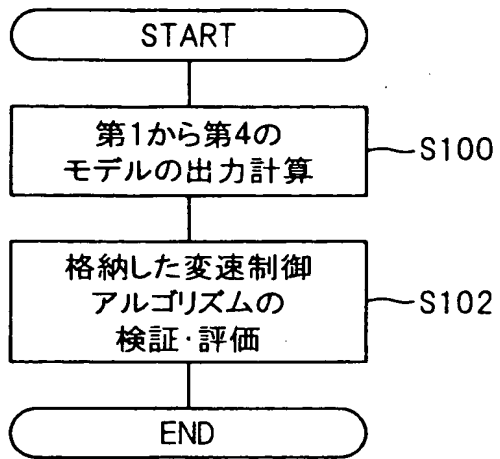 START
第1から第4の
モデルの出力計算
S100
格納した変速制御
アルゴリズムの
検証・評価
S102
END